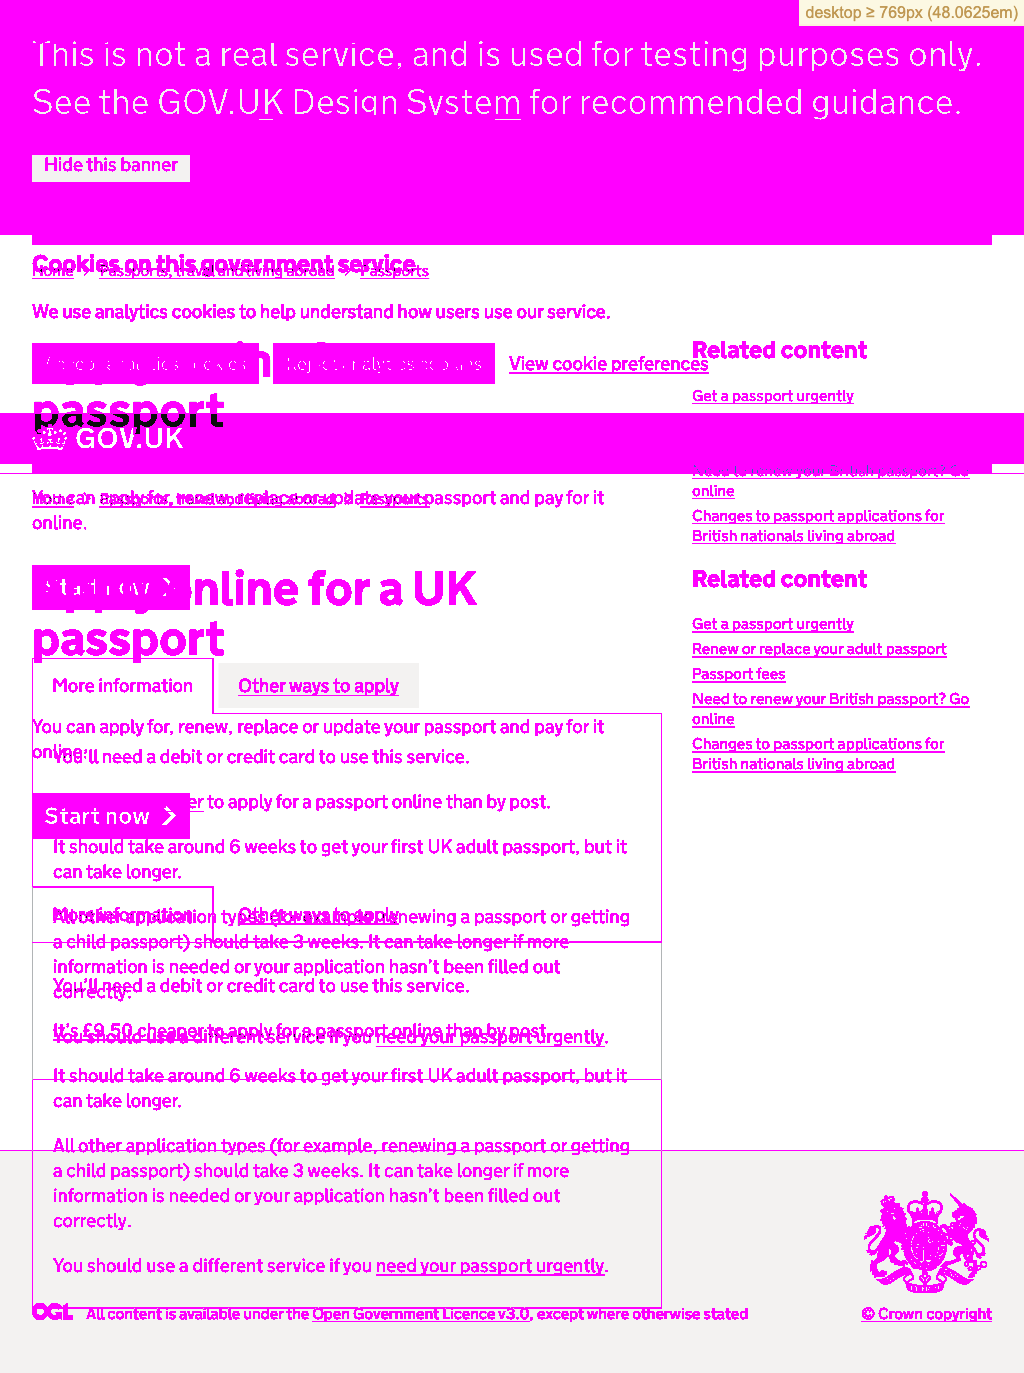 desktop ≥ 769px (48.0625em)
This is not a real service, and is used for testing purposes only.
See the GOV.UK Design System for recommended guidance.
Hide this banner
Cookies on this government service
Home > Passports, travel and living abroad > Passports
We use analytics cookies to help understand how users use our service.
View cookie preferences
Related content
Get a passport urgently
passport
GOV.UK
Need to renew your British passport? Go
online
Changes to passport applications for
British nationals living abroad
You can apply for, renew, replace or update your passport and pay for it
online.
Start now
online for a UK
passport
Related content
Get a passport urgently
Renew or replace your adult passport
Passport fees
Need to renew your British passport? Go
online
Changes to passport applications for
British nationals living abroad
More information
Other ways to apply
You can apply for, renew, replace or update your passport and pay for it
online.
You'll need a debit or credit card to use this service.
er to apply for a passport online than by post.
Start now
It should take around 6 weeks to get your first UK adult passport, but it
can take longer.
More information
Other ways to apply
All other application types (for example, renewing a passport or getting
a child passport) should take 3 weeks. It can take longer if more
information is needed or your application hasn't been filled out
correctly.
You'll need a debit or credit card to use this service.
It's £9.50 cheaper to apply for a passport online than by post.
You should use a different service if you need your passport urgently.
It should take around 6 weeks to get your first UK adult passport, but it
can take longer.
All other application types (for example, renewing a passport or getting
a child passport) should take 3 weeks. It can take longer if more
information is needed or your application hasn't been filled out
correctly.
You should use a different service if you need your passport urgently.
OGL All content is available under the Open Government Licence v3.0, except where otherwise stated
© Crown copyright